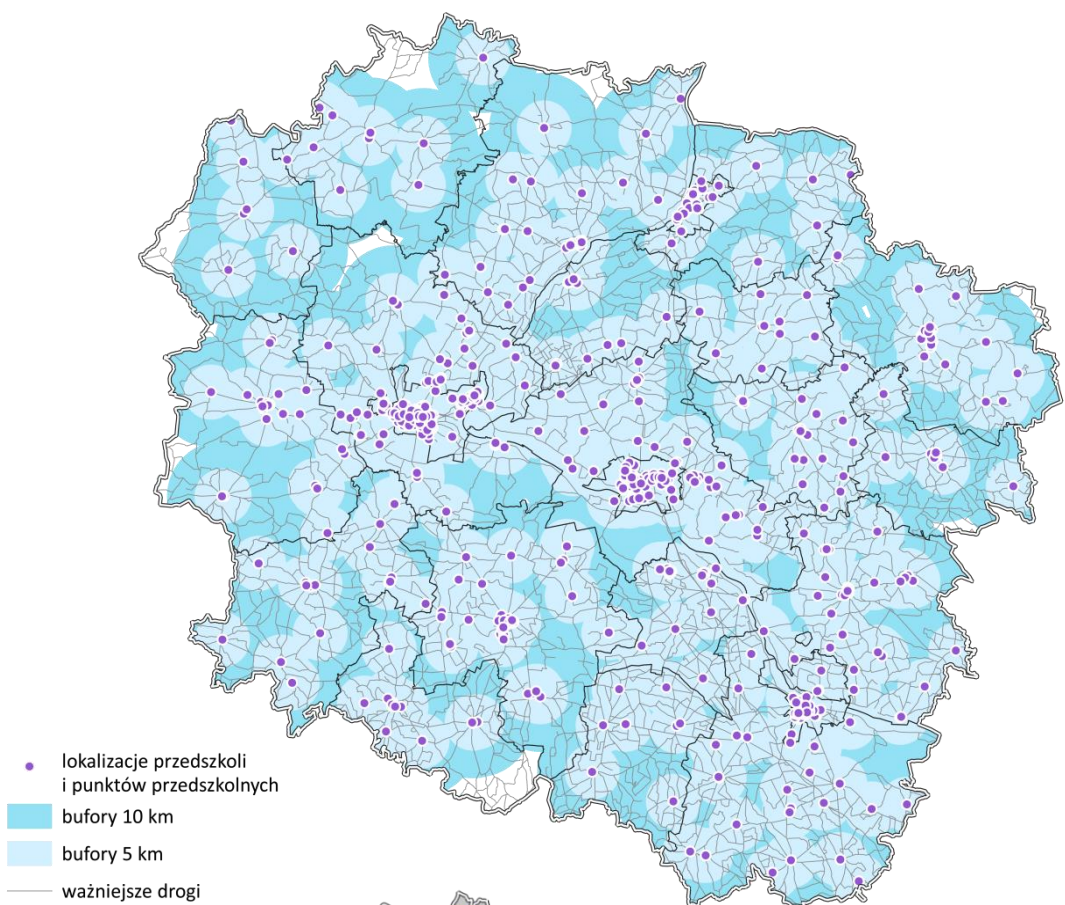 lokalizacje przedszkoli
i punktów przedszkolnych
bufory 10 km
bufory 5 km
ważniejsze drogi